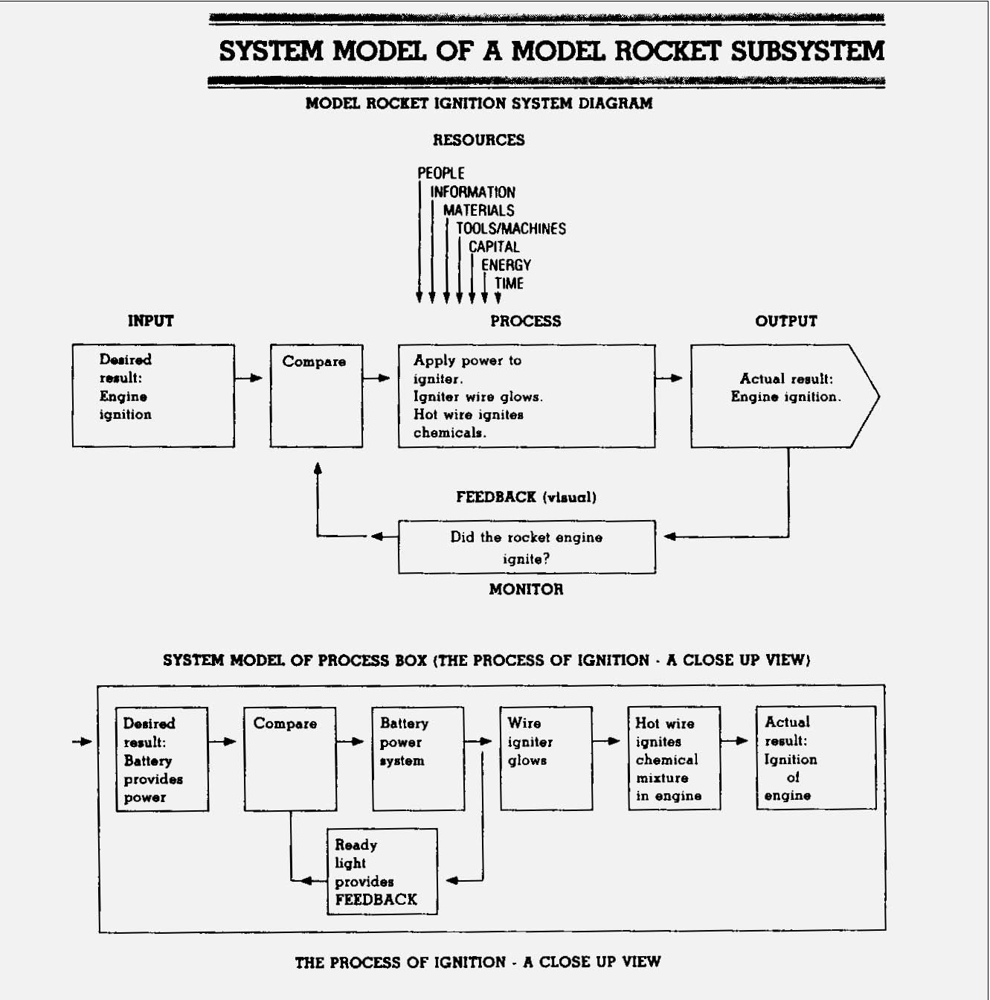 SYSTEM MODEL OF A MODEL ROCKET SUBSYSTEM
MODEL ROCKET IGNITION SYSTEM DIAGRAM
RESOURCES
PEOPLE
INFORMATION
MATERIALS
TOOLS/MACHINES
CAPITAL
ENERGY
TIME
INPUT
PROCESS
OUTPUT
Desired
result:
Engine
ignition
Compare
Apply power to
igniter.
Igniter wire glows.
Hot wire ignites
chemicals.
Actual result:
Engine ignition.
FEEDBACK (visual)
Did the rocket engine
ignite?
MONITOR
SYSTEM MODEL OF PROCESS BOX (THE PROCESS OF IGNITION - A CLOSE UP VIEW)
Desired
result:
Battery
provides
power
Compare
Battery
power
system
Wire
igniter
glows
Hot wire
ignites
chemical
mixture
in engine
Actual
result:
Ignition
of
engine
Ready
light
provides
FEEDBACK
THE PROCESS OF IGNITION - A CLOSE UP VIEW